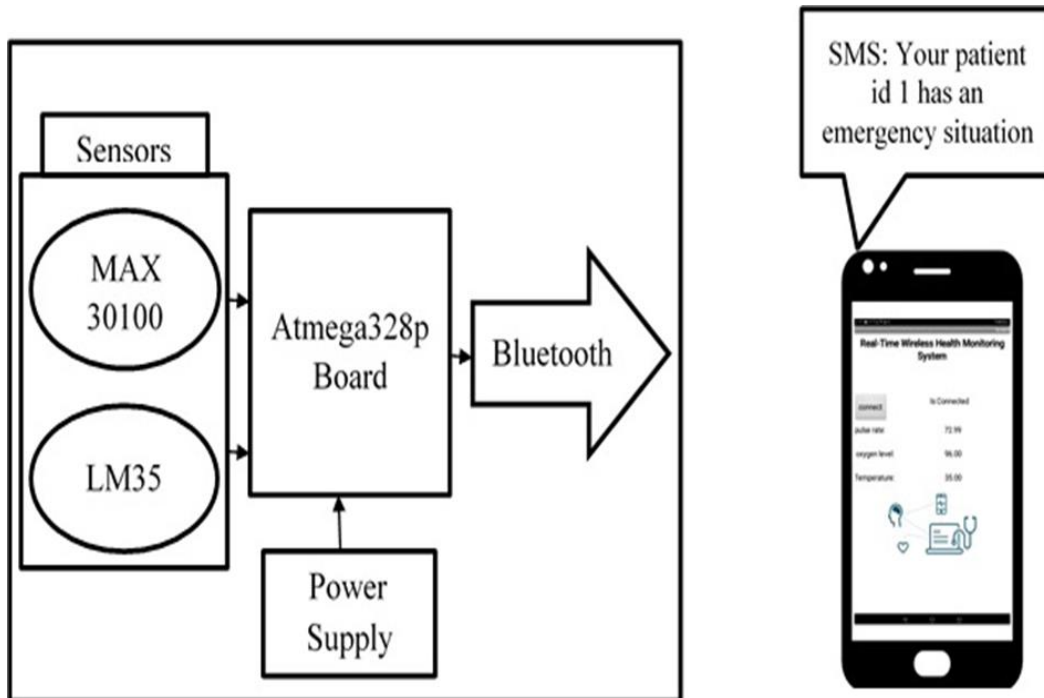 Sensors
MAX
30100
LM35
Atmega328p
Board
Power
Supply
Bluetooth
SMS: Your patient
id 1 has an
emergency situation
Real-Time Wireless Health Monitoring
System
connect Is Connected
pulse rate: 72.99
oxygen level: 96.00
Temperature: 35.00